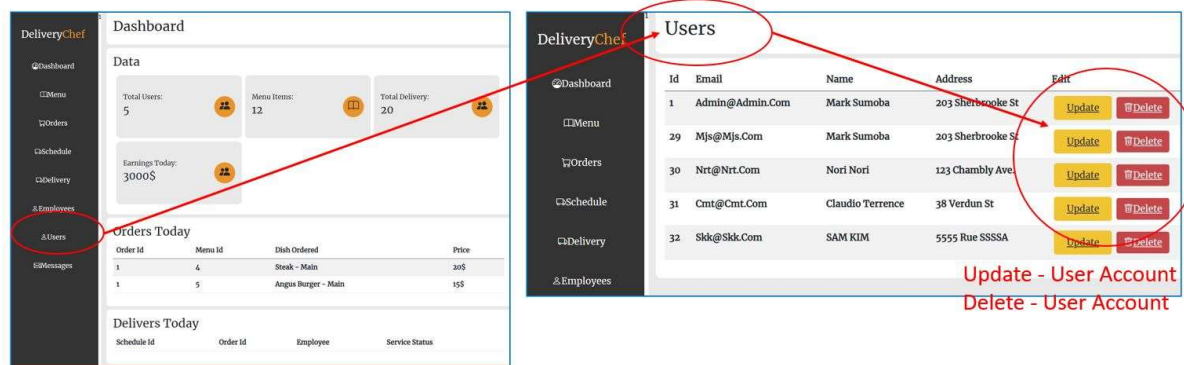 DeliveryChef
Dashboard
Menu
Orders
Schedule
Delivery
Employees
Users
Messages
1
Dashboard
Data
Total Users:
5
Menu Items:
12
Total Delivery:
20
Earnings Today:
3000$
Orders Today
Order Id Menu Id Dish Ordered Price
1 4 Steak - Main 20$
1 5 Angus Burger - Main 15$
Delivers Today
Schedule Id Order Id Employee Service Status
DeliveryChef
Dashboard
Menu
Orders
Schedule
Delivery
Employees
1
Users
Id Email Name Address Edit
1 Admin@Admin.Com Mark Sumoba 203 Sherbrooke St Update Delete
29 Mjs@Mjs.Com Mark Sumoba 203 Sherbrooke St Update Delete
30 Nrt@Nrt.Com Nori Nori 123 Chambly Ave. Update Delete
31 Cmt@Cmt.Com Claudio Terrence 38 Verdun St Update Delete
32 Skk@Skk.Com SAM KIM 5555 Rue SSSSA Update Delete
Update - User Account
Delete - User Account